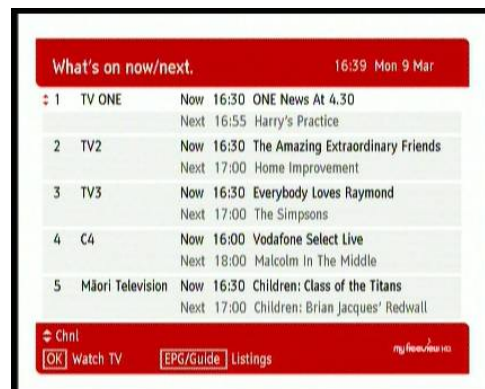 What's on now/next. 16:39 Mon 9 Mar
1 TV ONE Now 16:30 ONE News At 4.30
Next 16:55 Harry's Practice
2 TV2 Now 16:30 The Amazing Extraordinary Friends
Next 17:00 Home Improvement
3 TV3 Now 16:30 Everybody Loves Raymond
Next 17:00 The Simpsons
4 C4 Now 16:00 Vodafone Select Live
Next 18:00 Malcolm In The Middle
5 Māori Television Now 16:30 Children: Class of the Titans
Next 17:00 Children: Brian Jacques' Redwall
Chnl
OK Watch TV EPG/Guide Listings
my freeview HD